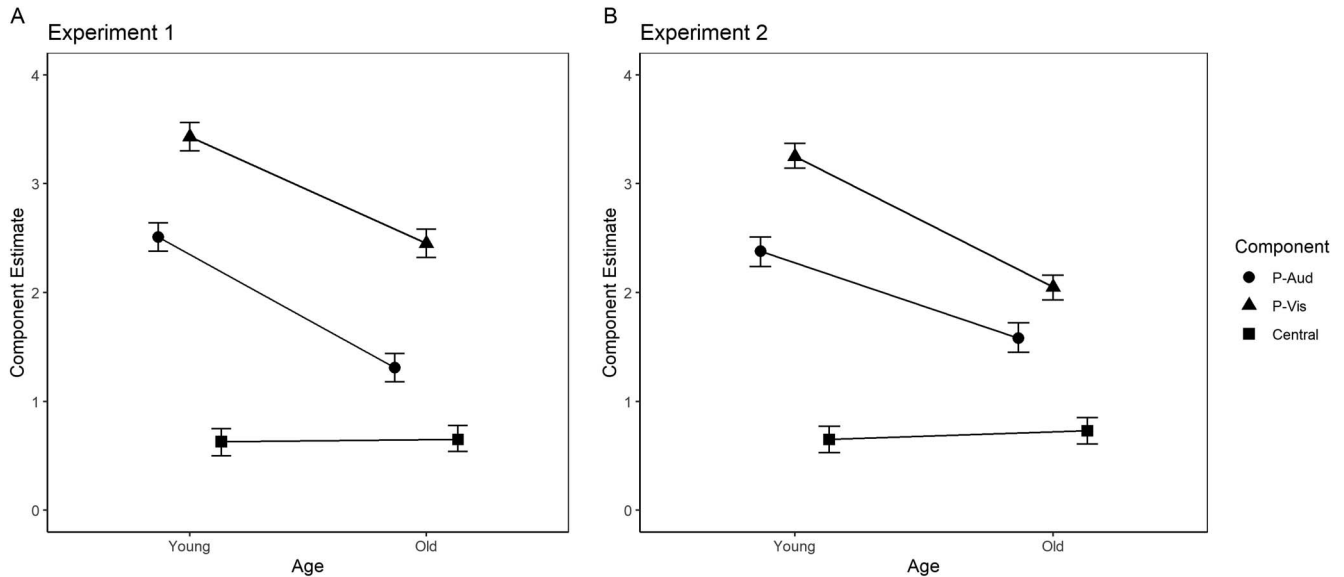 A
Experiment 1
Component Estimate
4
3
2
1
0
Young
Old
Age
B
Experiment 2
Component Estimate
4
3
2
1
0
Young
Old
Age
Component
P-Aud
P-Vis
Central